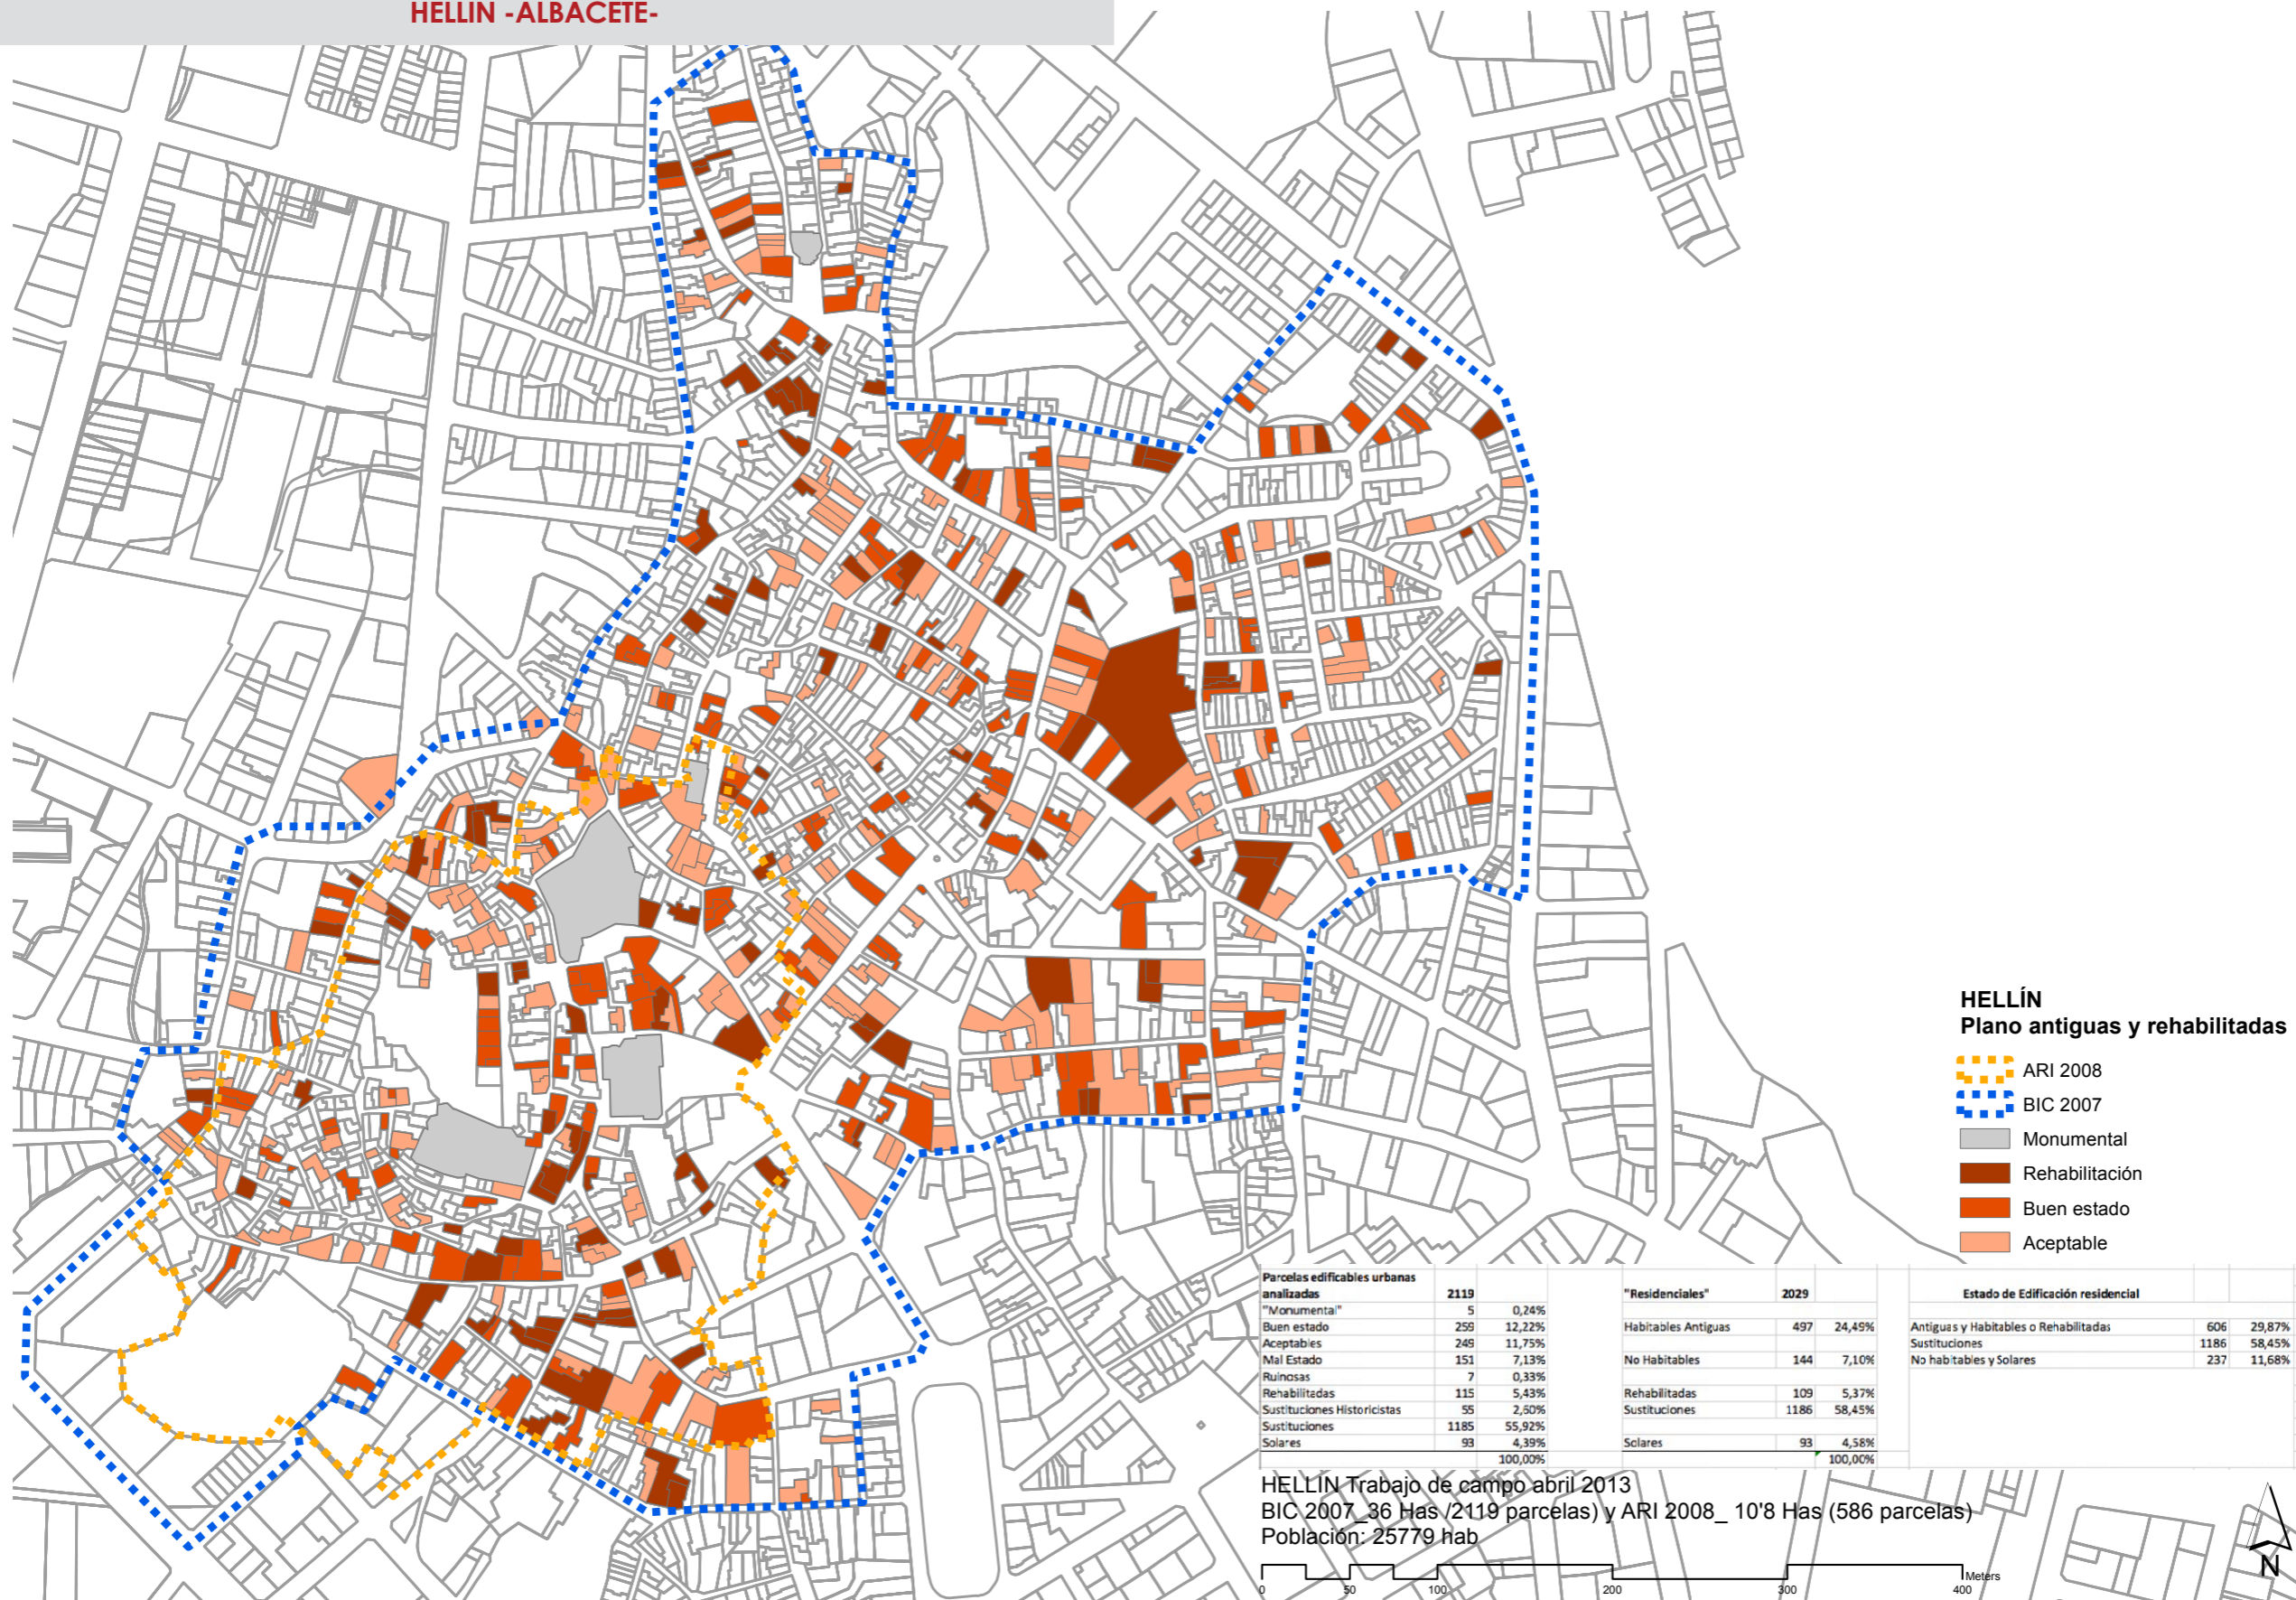 HELLÍN -ALBACETE-
HELLÍN
Plano antiguas y rehabilitadas
ARI 2008
BIC 2007
Monumental
Rehabilitación
Buen estado
Aceptable
Parcelas edificables urbanas
analizadas 2119 "Residenciales" 2029 Estado de Edificación residencial
"Monumental" 5 0,24%
Buen estado 259 12,22% Habitables Antiguas 497 24,49% Antiguas y Habitables o Rehabilitadas 606 29,87%
Aceptables 249 11,75% Sustituciones 1186 58,45%
Mal Estado 151 7,13% No Habitables 144 7,10% No habitables y Solares 237 11,68%
Ruinosas 7 0,33%
Rehabilitadas 115 5,43% Rehabilitadas 109 5,37%
Sustituciones Historicistas 55 2,60% Sustituciones 1186 58,45%
Sustituciones 1185 55,92%
Solares 93 4,39% Solares 93 4,58%
100,00% 100,00%
HELLIN Trabajo de campo abril 2013
BIC 2007_36 Has /2119 parcelas) y ARI 2008_ 10'8 Has (586 parcelas)
Población: 25779 hab
0 50 100 200 300 400 Meters
N